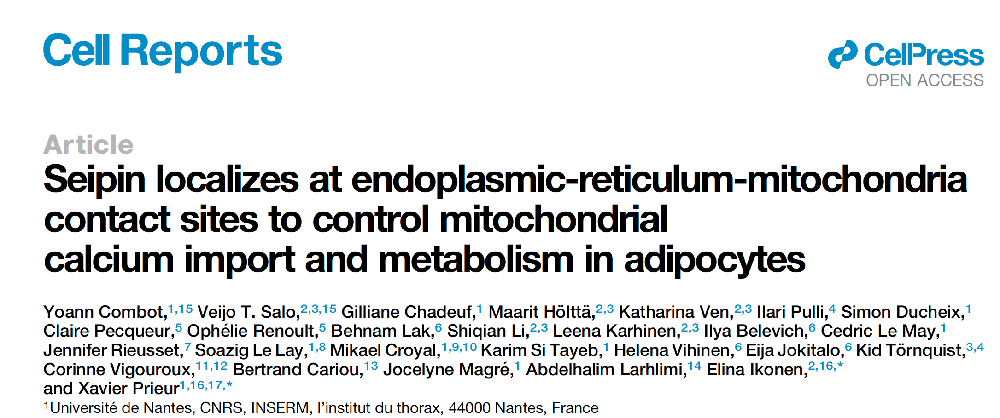 Cell Reports
CellPress
OPEN ACCESS
Article
Seipin localizes at endoplasmic-reticulum-mitochondria
contact sites to control mitochondrial
calcium import and metabolism in adipocytes
Yoann Combot,1,15 Veijo T. Salo,2,3,15 Gilliane Chadeuf,1 Maarit Hölttä,2,3 Katharina Ven,2,3 Ilari Pulli,4 Simon Ducheix,1
Claire Pecqueur,5 Ophélie Renoult,5 Behnam Lak,6 Shiqian Li,2,3 Leena Karhinen,2,3 Ilya Belevich,6 Cedric Le May,1
Jennifer Rieusset,7 Soazig Le Lay,1,8 Mikael Croyal,1,9,10 Karim Si Tayeb,1 Helena Vihinen,6 Eija Jokitalo,6 Kid Törnquist,3,4
Corinne Vigouroux,11,12 Bertrand Cariou,13 Jocelyne Magré,1 Abdelhalim Larhlimi,14 Elina Ikonen,2,16,*
and Xavier Prieur1,16,17,*
1Université de Nantes, CNRS, INSERM, l’institut du thorax, 44000 Nantes, France